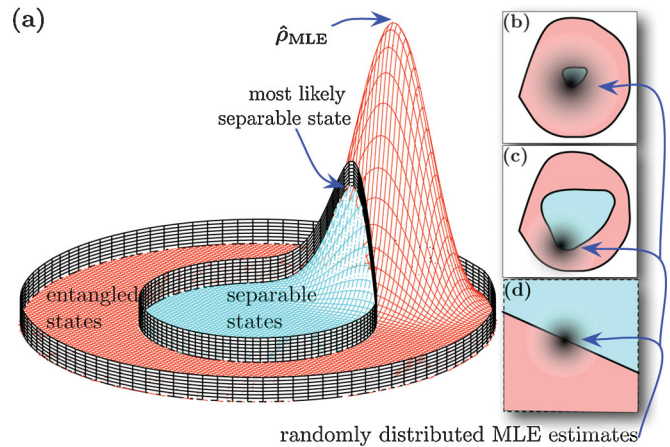 (a)
ρ̂MLE
most likely
separable state
entangled
states
separable
states
(b)
(c)
(d)
randomly distributed MLE estimates